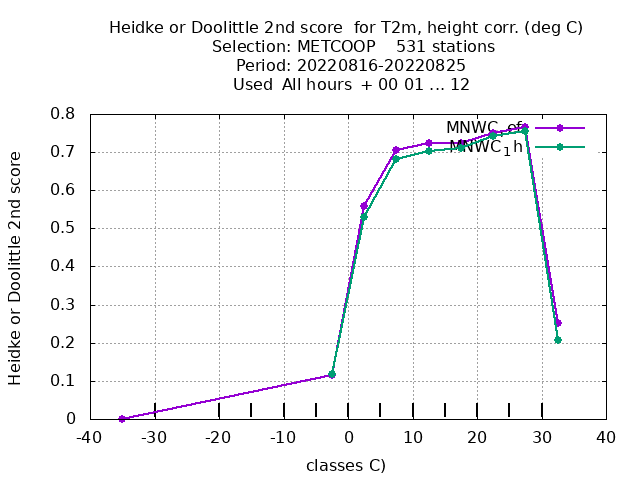 Heidke or Doolittle 2nd score for T2m, height corr. (deg C)
Selection: METCOOP 531 stations
Period: 20220816-20220825
Used All hours + 00 01 ... 12
Heidke or Doolittle 2nd score
0.8
0.7
0.6
0.5
0.4
0.3
0.2
0.1
0
-40
-30
-20
-10
0
10
20
30
40
classes C)
MNWC_ef
MNWC1h